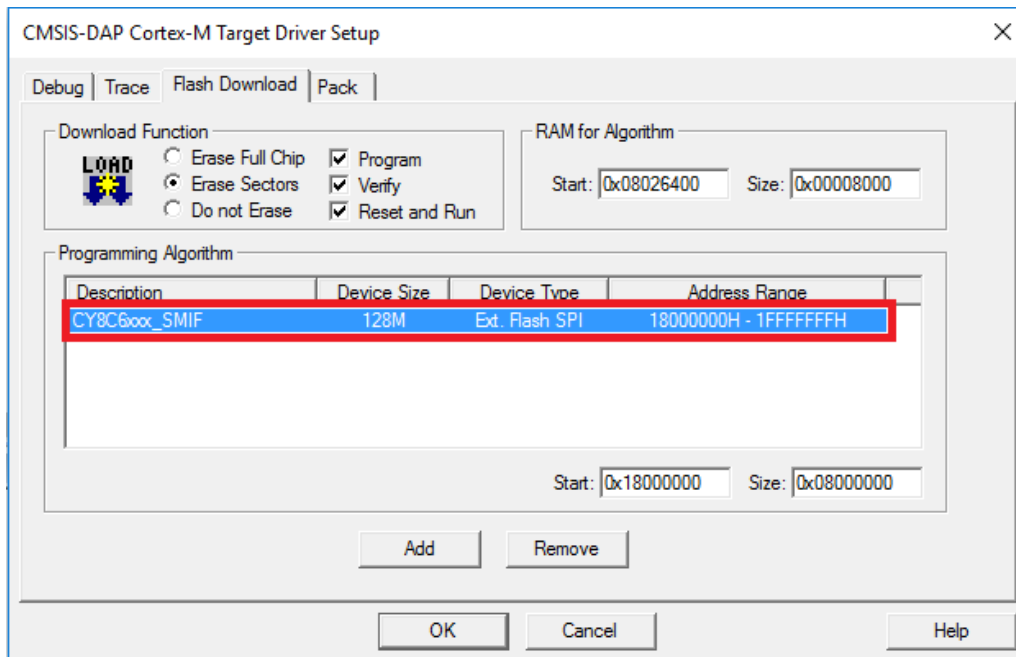 CMSIS-DAP Cortex-M Target Driver Setup
Debug Trace Flash Download Pack
Download Function
LOAD
Erase Full Chip
Erase Sectors
Do not Erase
Program
Verify
Reset and Run
RAM for Algorithm
Start: 0x08026400 Size: 0x00008000
Programming Algorithm
Description Device Size Device Type Address Range
CY8C6xxx_SMIF 128M Ext. Flash SPI 18000000H - 1FFFFFFFH
Start: 0x18000000 Size: 0x08000000
Add Remove
OK Cancel Help